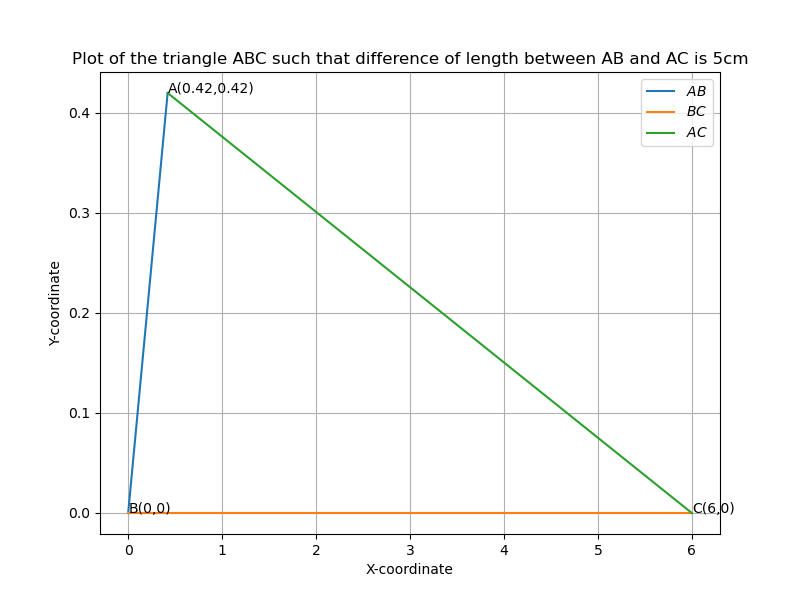 Plot of the triangle ABC such that difference of length between AB and AC is 5cm
A(0.42,0.42)
AB
BC
AC
0.4
0.3
0.2
0.1
0.0
Y-coordinate
B(0,0)
C(6,0)
0 1 2 3 4 5 6
X-coordinate